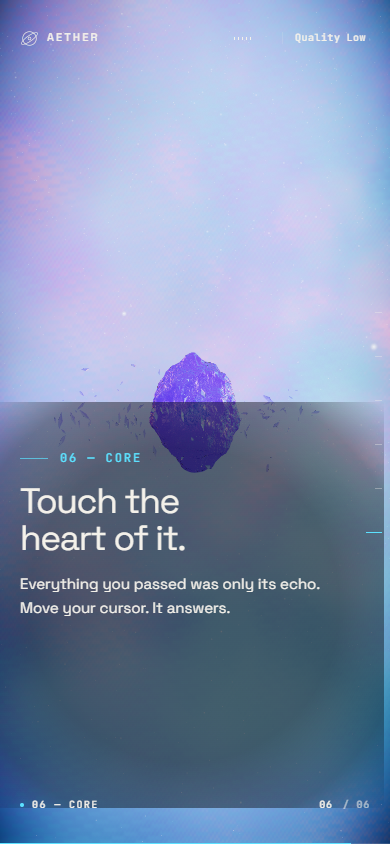 AETHER
Quality Low
06 — CORE
Touch the
heart of it.
Everything you passed was only its echo.
Move your cursor. It answers.
06 — CORE
06 / 06